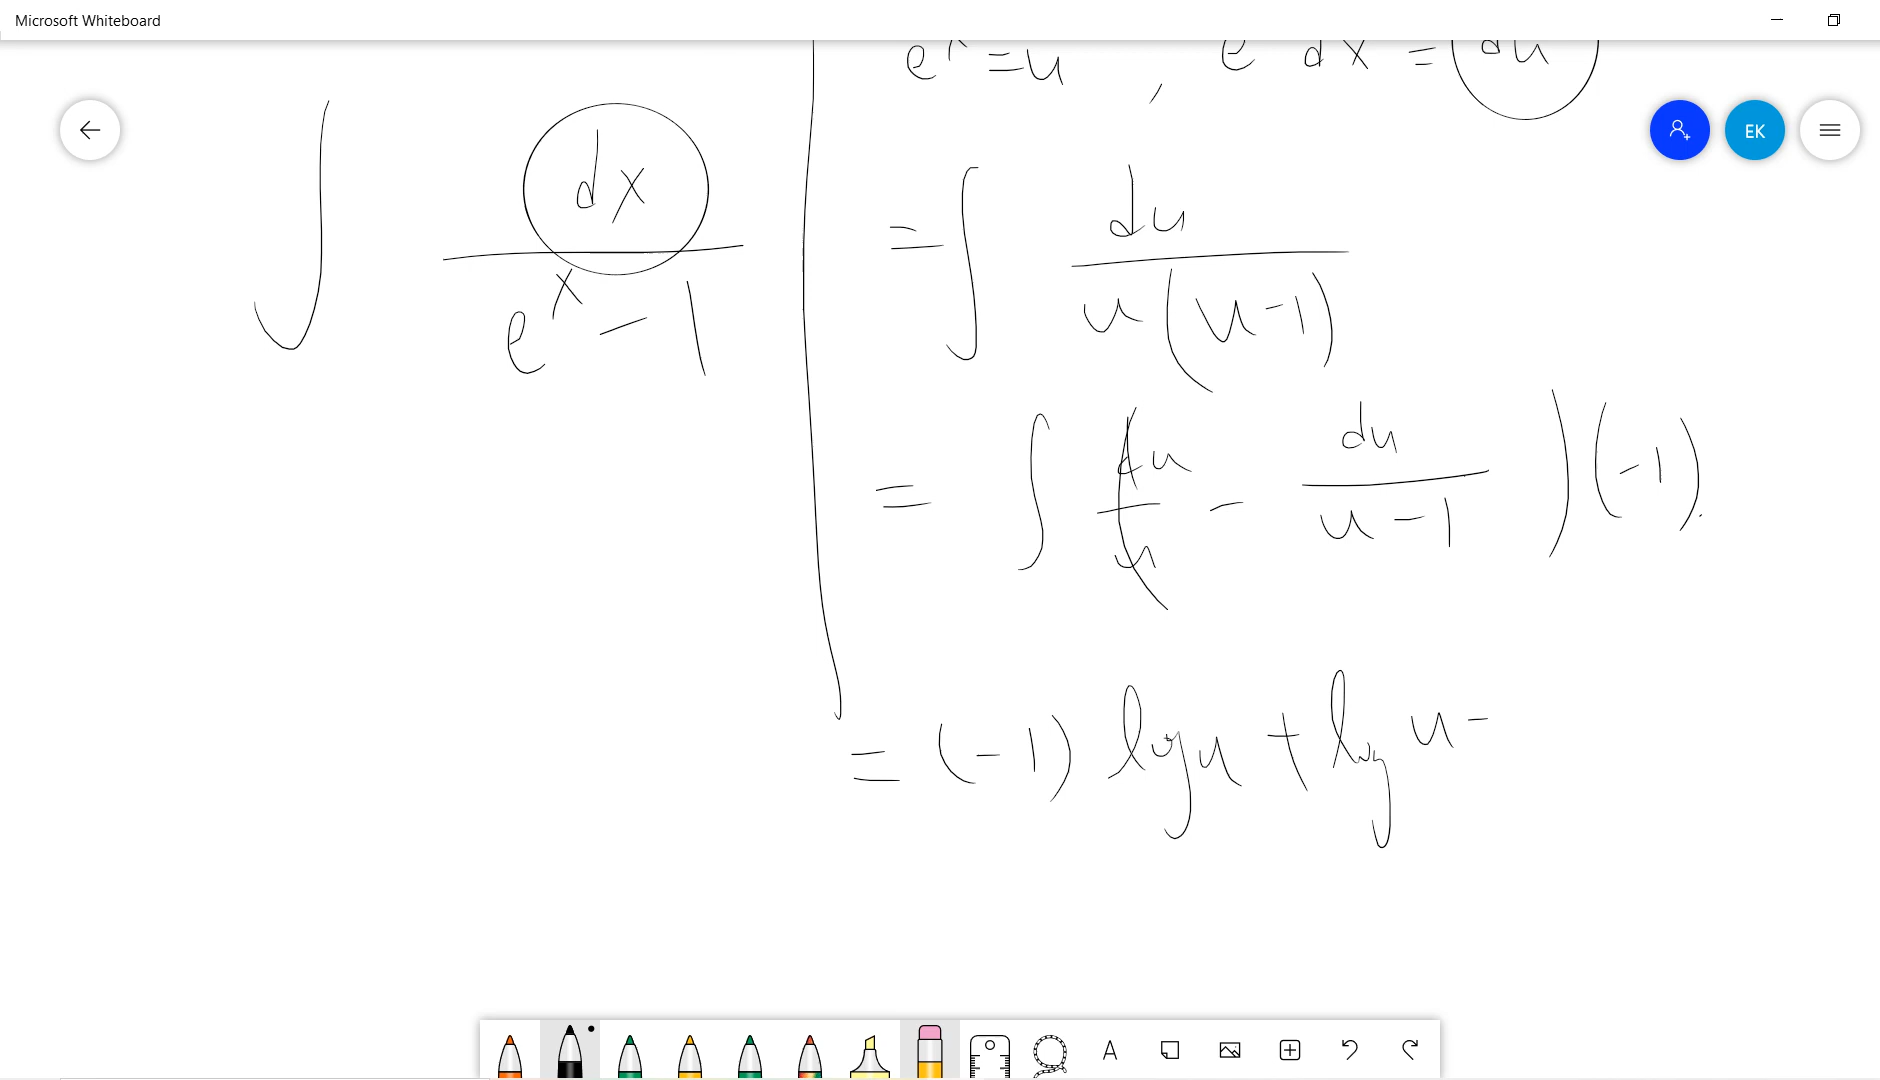 Microsoft Whiteboard
∫ dx / (e^x − 1)
e^x = u , e dx = du
EK
= ∫ du / u(u−1)
= ∫ (du/u − du/(u−1)) (−1).
= (−1) log u + log u −
A